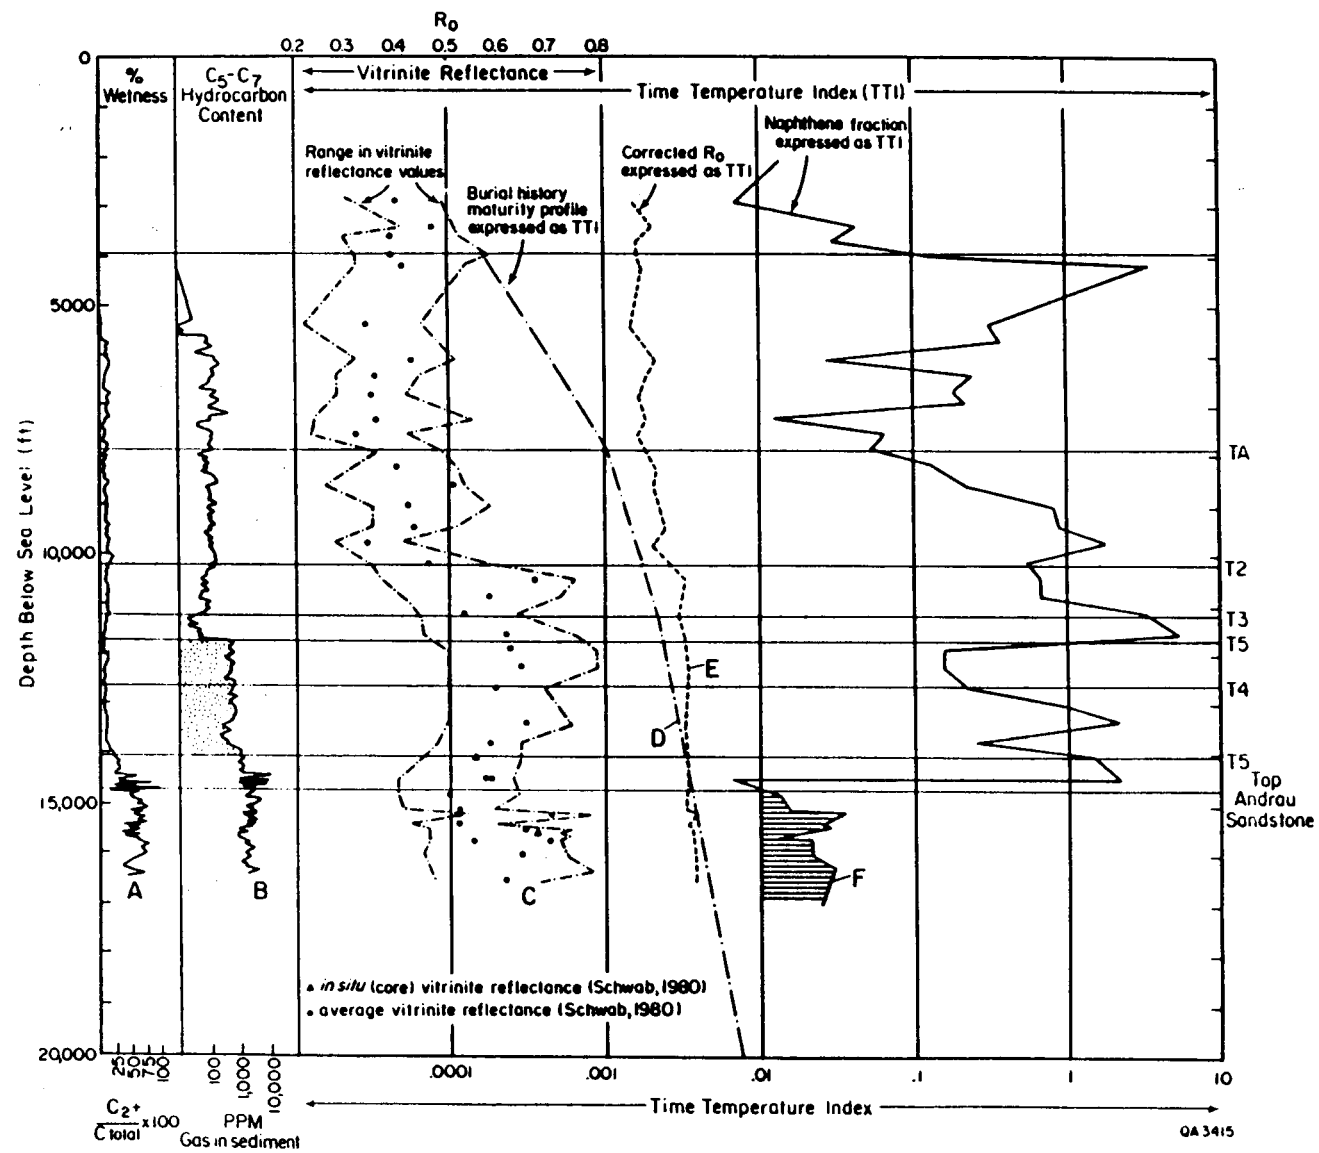 R₀
0.2 0.3 0.4 0.5 0.6 0.7 0.8
0
%
Wetness
C₅-C₇
Hydrocarbon
Content
Vitrinite Reflectance
Time Temperature Index (TTI)
Naphthene fraction
expressed as TTI
Range in vitrinite
reflectance values
Corrected R₀
expressed as TTI
Burial history
maturity profile
expressed as TTI
5000
10,000
15,000
20,000
Depth Below Sea Level (ft)
TA
T2
T3
T5
T4
T5
Top
Andrau
Sandstone
A
B
C
D
E
F
▲ in situ (core) vitrinite reflectance (Schwab, 1980)
• average vitrinite reflectance (Schwab, 1980)
25 50 75 100
100 1,000 10,000
.0001 .001 .01 .1 1 10
C₂+
C total x100
PPM
Gas in sediment
Time Temperature Index
QA3415